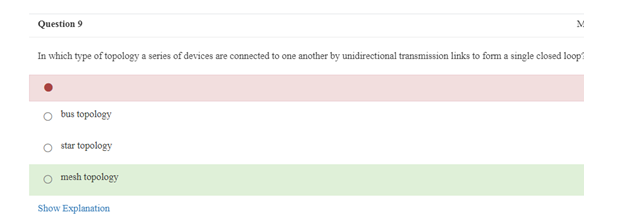 Question 9
In which type of topology a series of devices are connected to one another by unidirectional transmission links to form a single closed loop?
bus topology
star topology
mesh topology
Show Explanation